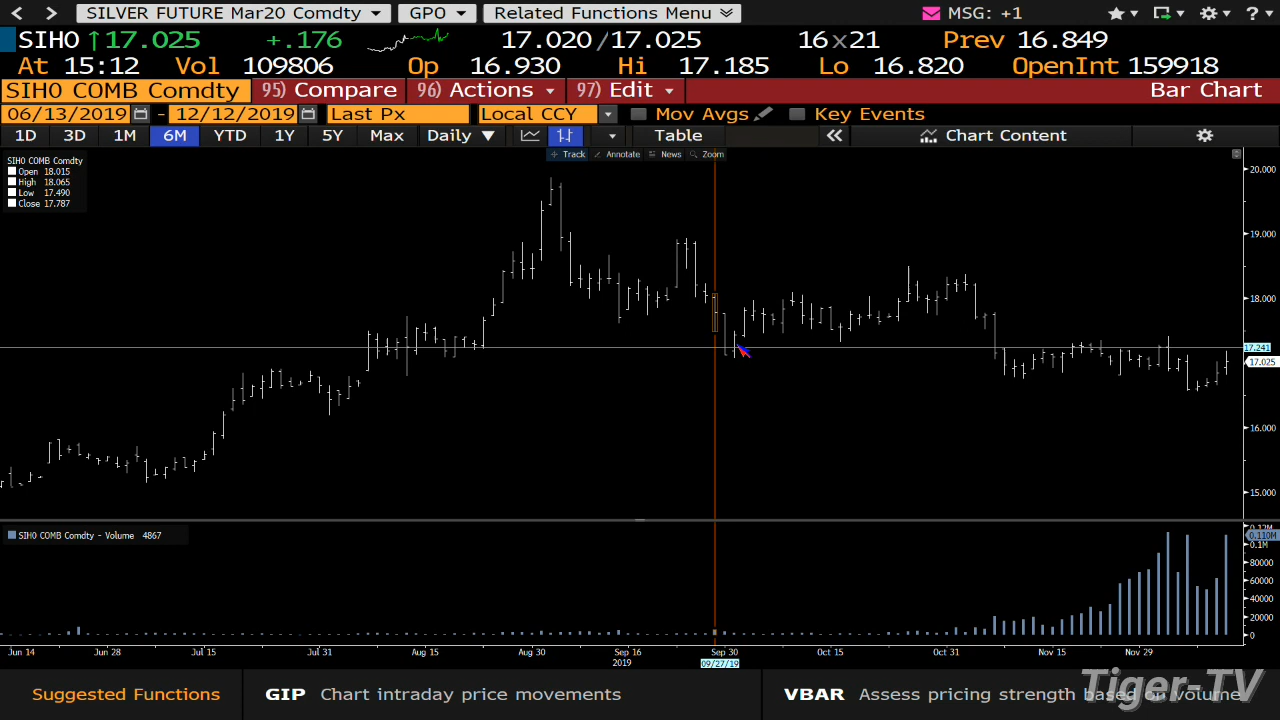 SILVER FUTURE Mar20 Comdty GPO Related Functions Menu MSG: +1 ?
SIH0 ↑17.025 +.176 17.020/17.025 16x21 Prev 16.849
At 15:12 Vol 109806 Op 16.930 Hi 17.185 Lo 16.820 OpenInt 159918
SIH0 COMB Comdty 95) Compare 96) Actions 97) Edit Bar Chart
06/13/2019 - 12/12/2019 Last Px Local CCY Mov Avgs Key Events
1D 3D 1M 6M YTD 1Y 5Y Max Daily ▼ Table « Chart Content
Track Annotate News Zoom
SIH0 COMB Comdty
Open 18.015
High 18.065
Low 17.490
Close 17.787
20.000
19.000
18.000
17.241
17.025
16.000
15.000
SIH0 COMB Comdty - Volume 4867
0.12M
0.110M
0.1M
80000
60000
40000
20000
0
Jun 14 Jun 28 Jul 15 Jul 31 Aug 15 Aug 30 Sep 16 Sep 30 Oct 15 Oct 31 Nov 15 Nov 29
2019 09/27/19
Suggested Functions GIP Chart intraday price movements VBAR Assess pricing strength based on volume
Tiger-TV